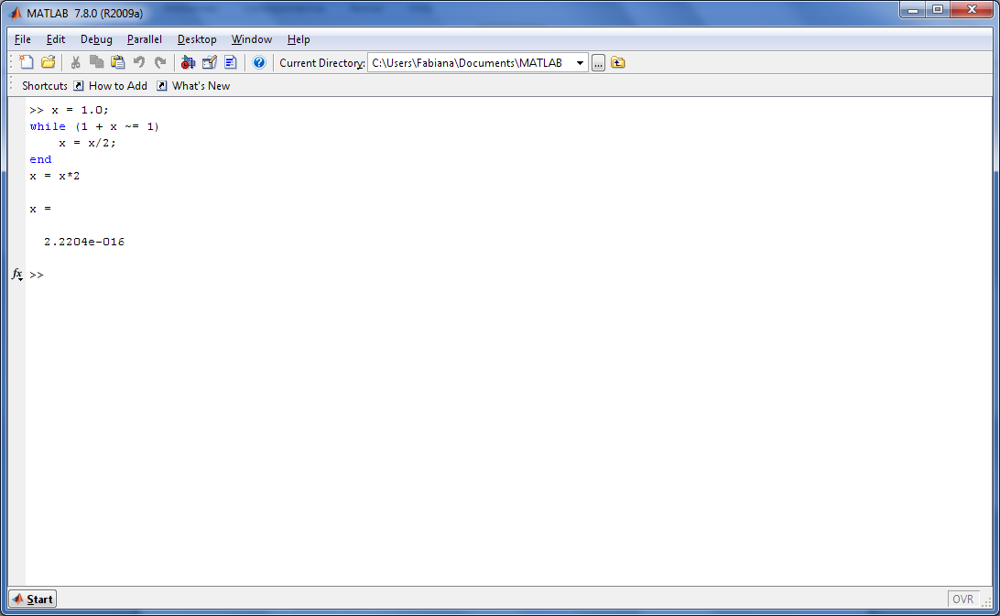 MATLAB 7.8.0 (R2009a)
File Edit Debug Parallel Desktop Window Help
Current Directory: C:\Users\Fabiana\Documents\MATLAB ...
Shortcuts How to Add What's New
>> x = 1.0;
while (1 + x ~= 1)
x = x/2;
end
x = x*2
x =
2.2204e-016
fx >>
Start OVR